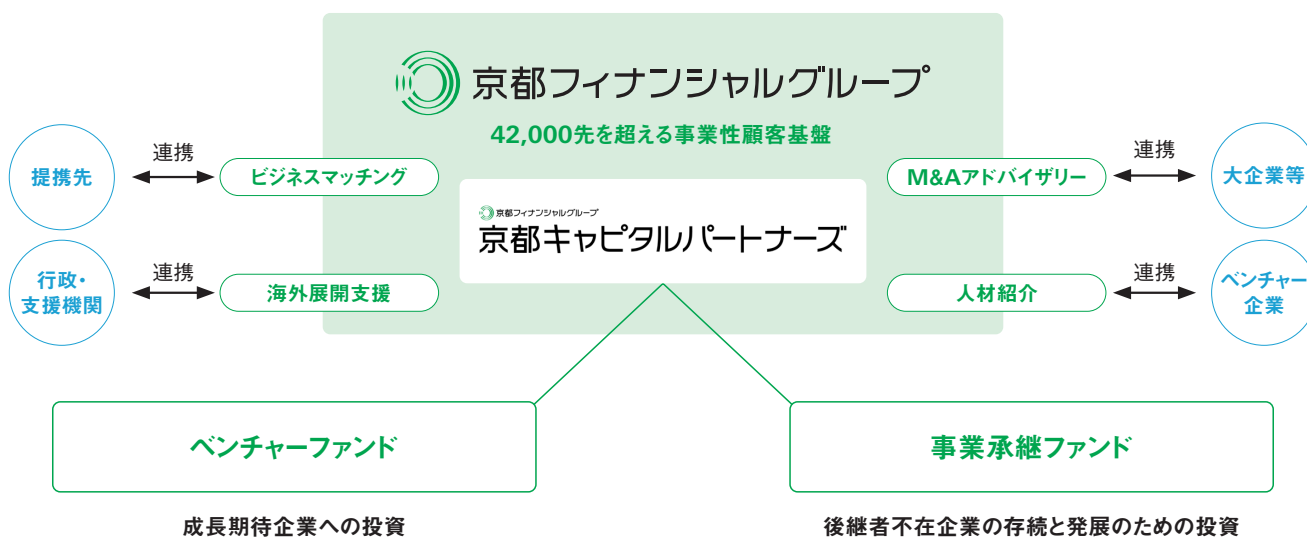 京都フィナンシャルグループ
42,000先を超える事業性顧客基盤
提携先
連携
ビジネスマッチング
M&Aアドバイザリー
連携
大企業等
京都フィナンシャルグループ
京都キャピタルパートナーズ
行政・
支援機関
連携
海外展開支援
人材紹介
連携
ベンチャー
企業
ベンチャーファンド
事業承継ファンド
成長期待企業への投資
後継者不在企業の存続と発展のための投資